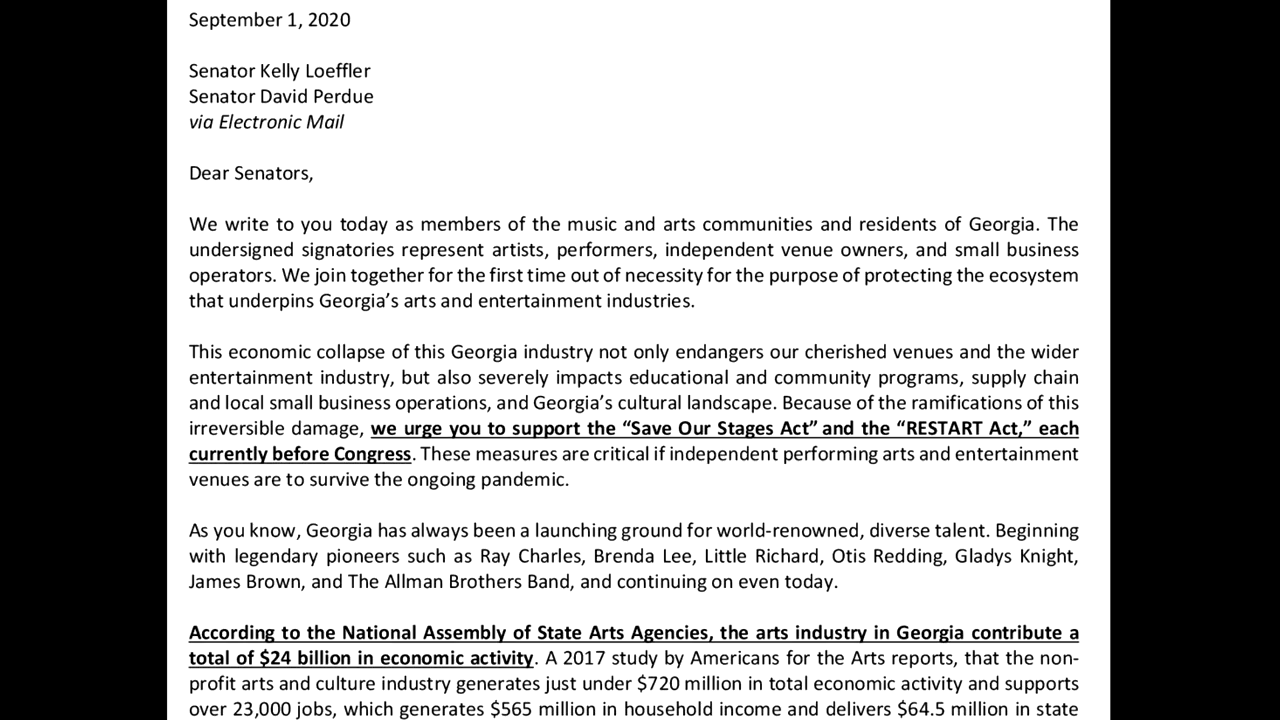 September 1, 2020
Senator Kelly Loeffler
Senator David Perdue
via Electronic Mail
Dear Senators,
We write to you today as members of the music and arts communities and residents of Georgia. The
undersigned signatories represent artists, performers, independent venue owners, and small business
operators. We join together for the first time out of necessity for the purpose of protecting the ecosystem
that underpins Georgia’s arts and entertainment industries.
This economic collapse of this Georgia industry not only endangers our cherished venues and the wider
entertainment industry, but also severely impacts educational and community programs, supply chain
and local small business operations, and Georgia’s cultural landscape. Because of the ramifications of this
irreversible damage, we urge you to support the “Save Our Stages Act” and the “RESTART Act,” each
currently before Congress. These measures are critical if independent performing arts and entertainment
venues are to survive the ongoing pandemic.
As you know, Georgia has always been a launching ground for world-renowned, diverse talent. Beginning
with legendary pioneers such as Ray Charles, Brenda Lee, Little Richard, Otis Redding, Gladys Knight,
James Brown, and The Allman Brothers Band, and continuing on even today.
According to the National Assembly of State Arts Agencies, the arts industry in Georgia contribute a
total of $24 billion in economic activity. A 2017 study by Americans for the Arts reports, that the non-
profit arts and culture industry generates just under $720 million in total economic activity and supports
over 23,000 jobs, which generates $565 million in household income and delivers $64.5 million in state